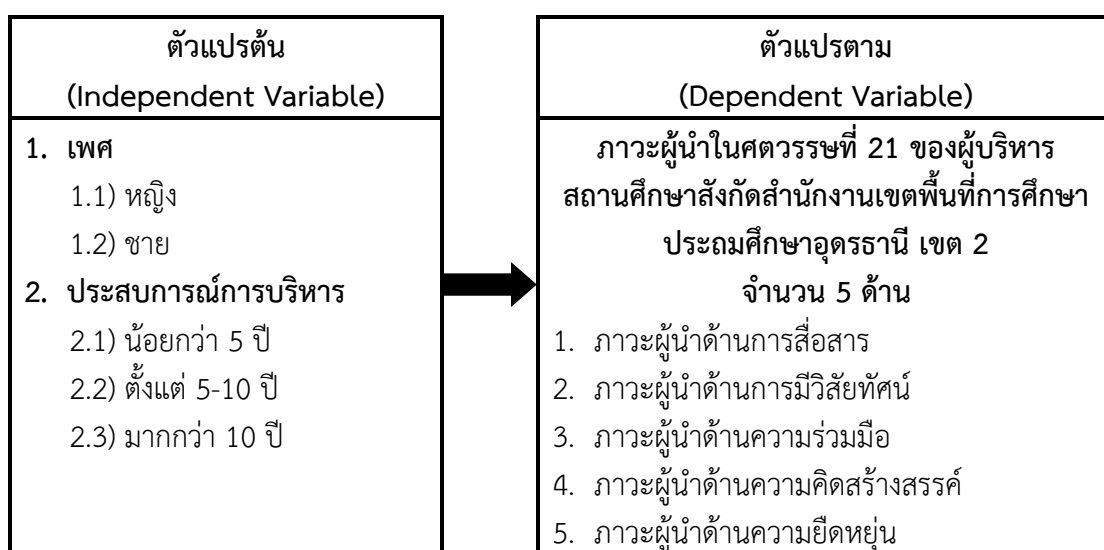 ตัวแปรต้น
(Independent Variable)
1. เพศ
1.1) หญิง
1.2) ชาย
2. ประสบการณ์การบริหาร
2.1) น้อยกว่า 5 ปี
2.2) ตั้งแต่ 5-10 ปี
2.3) มากกว่า 10 ปี
ตัวแปรตาม
(Dependent Variable)
ภาวะผู้นำในศตวรรษที่ 21 ของผู้บริหาร
สถานศึกษาสังกัดสำนักงานเขตพื้นที่การศึกษา
ประถมศึกษาอุดรธานี เขต 2
จำนวน 5 ด้าน
1. ภาวะผู้นำด้านการสื่อสาร
2. ภาวะผู้นำด้านการมีวิสัยทัศน์
3. ภาวะผู้นำด้านความร่วมมือ
4. ภาวะผู้นำด้านความคิดสร้างสรรค์
5. ภาวะผู้นำด้านความยืดหยุ่น